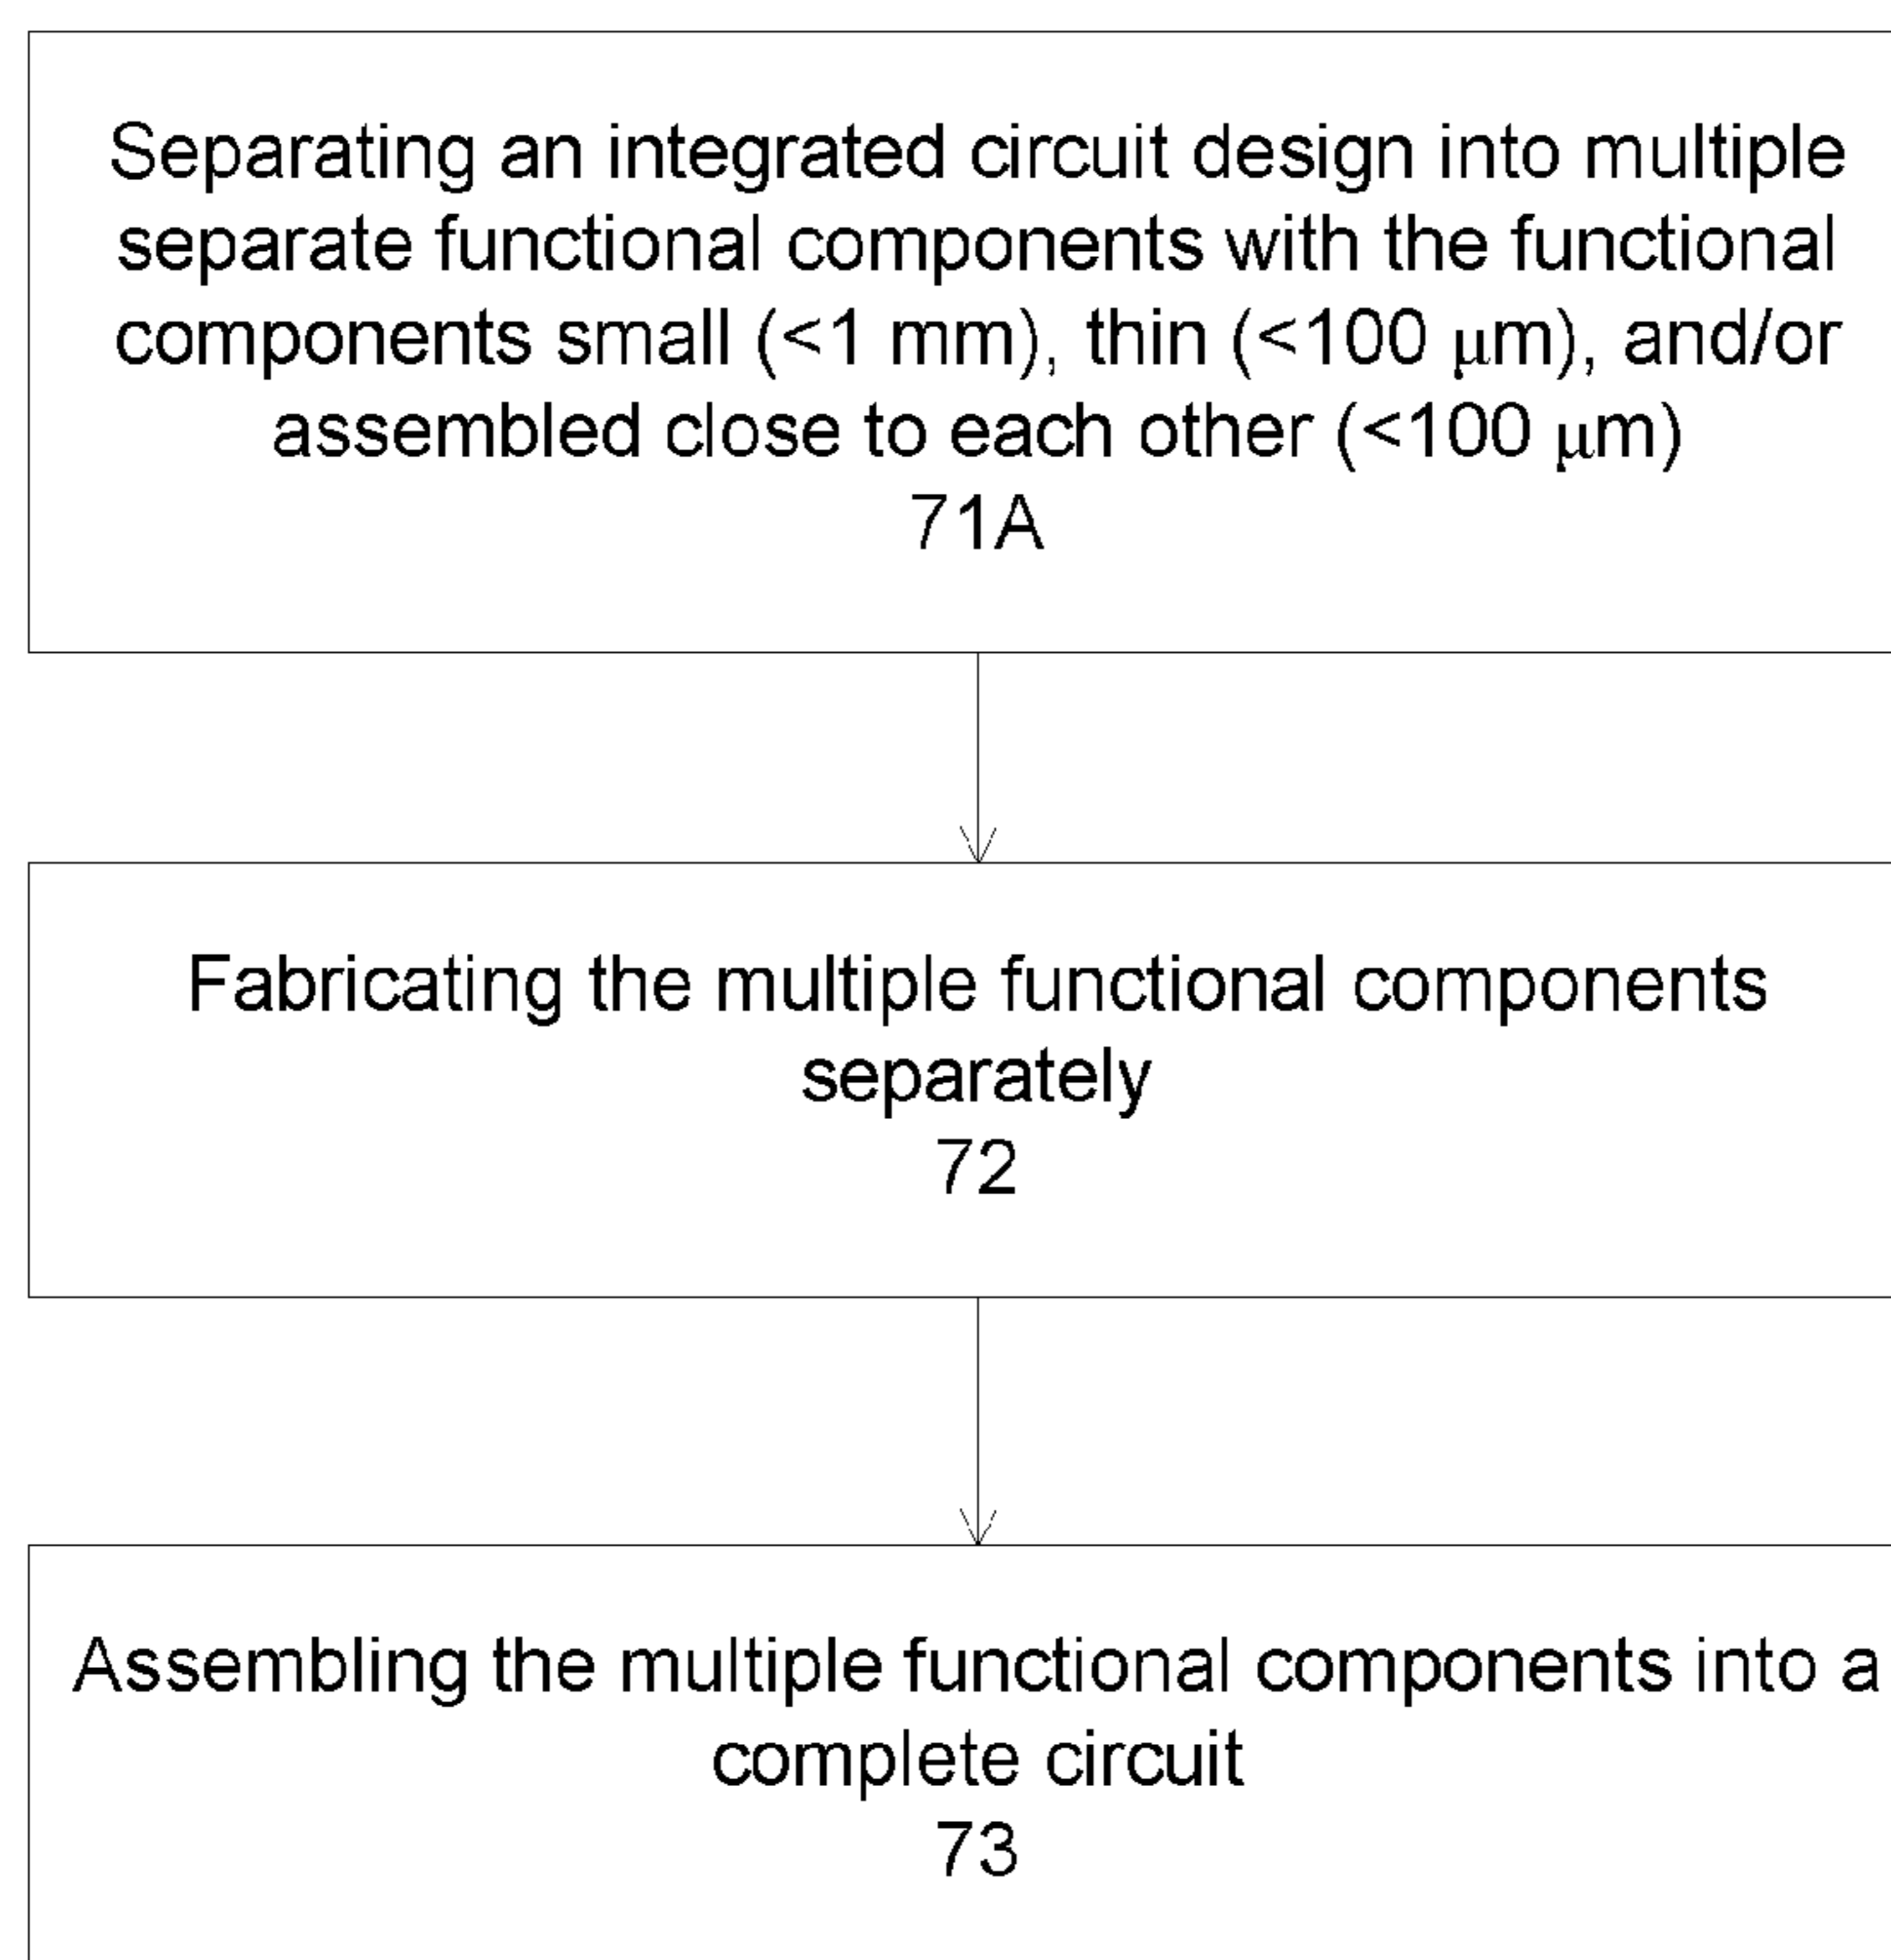 Separating an integrated circuit design into multiple
separate functional components with the functional
components small (<1 mm), thin (<100 μm), and/or
assembled close to each other (<100 μm)
71A
Fabricating the multiple functional components
separately
72
Assembling the multiple functional components into a
complete circuit
73